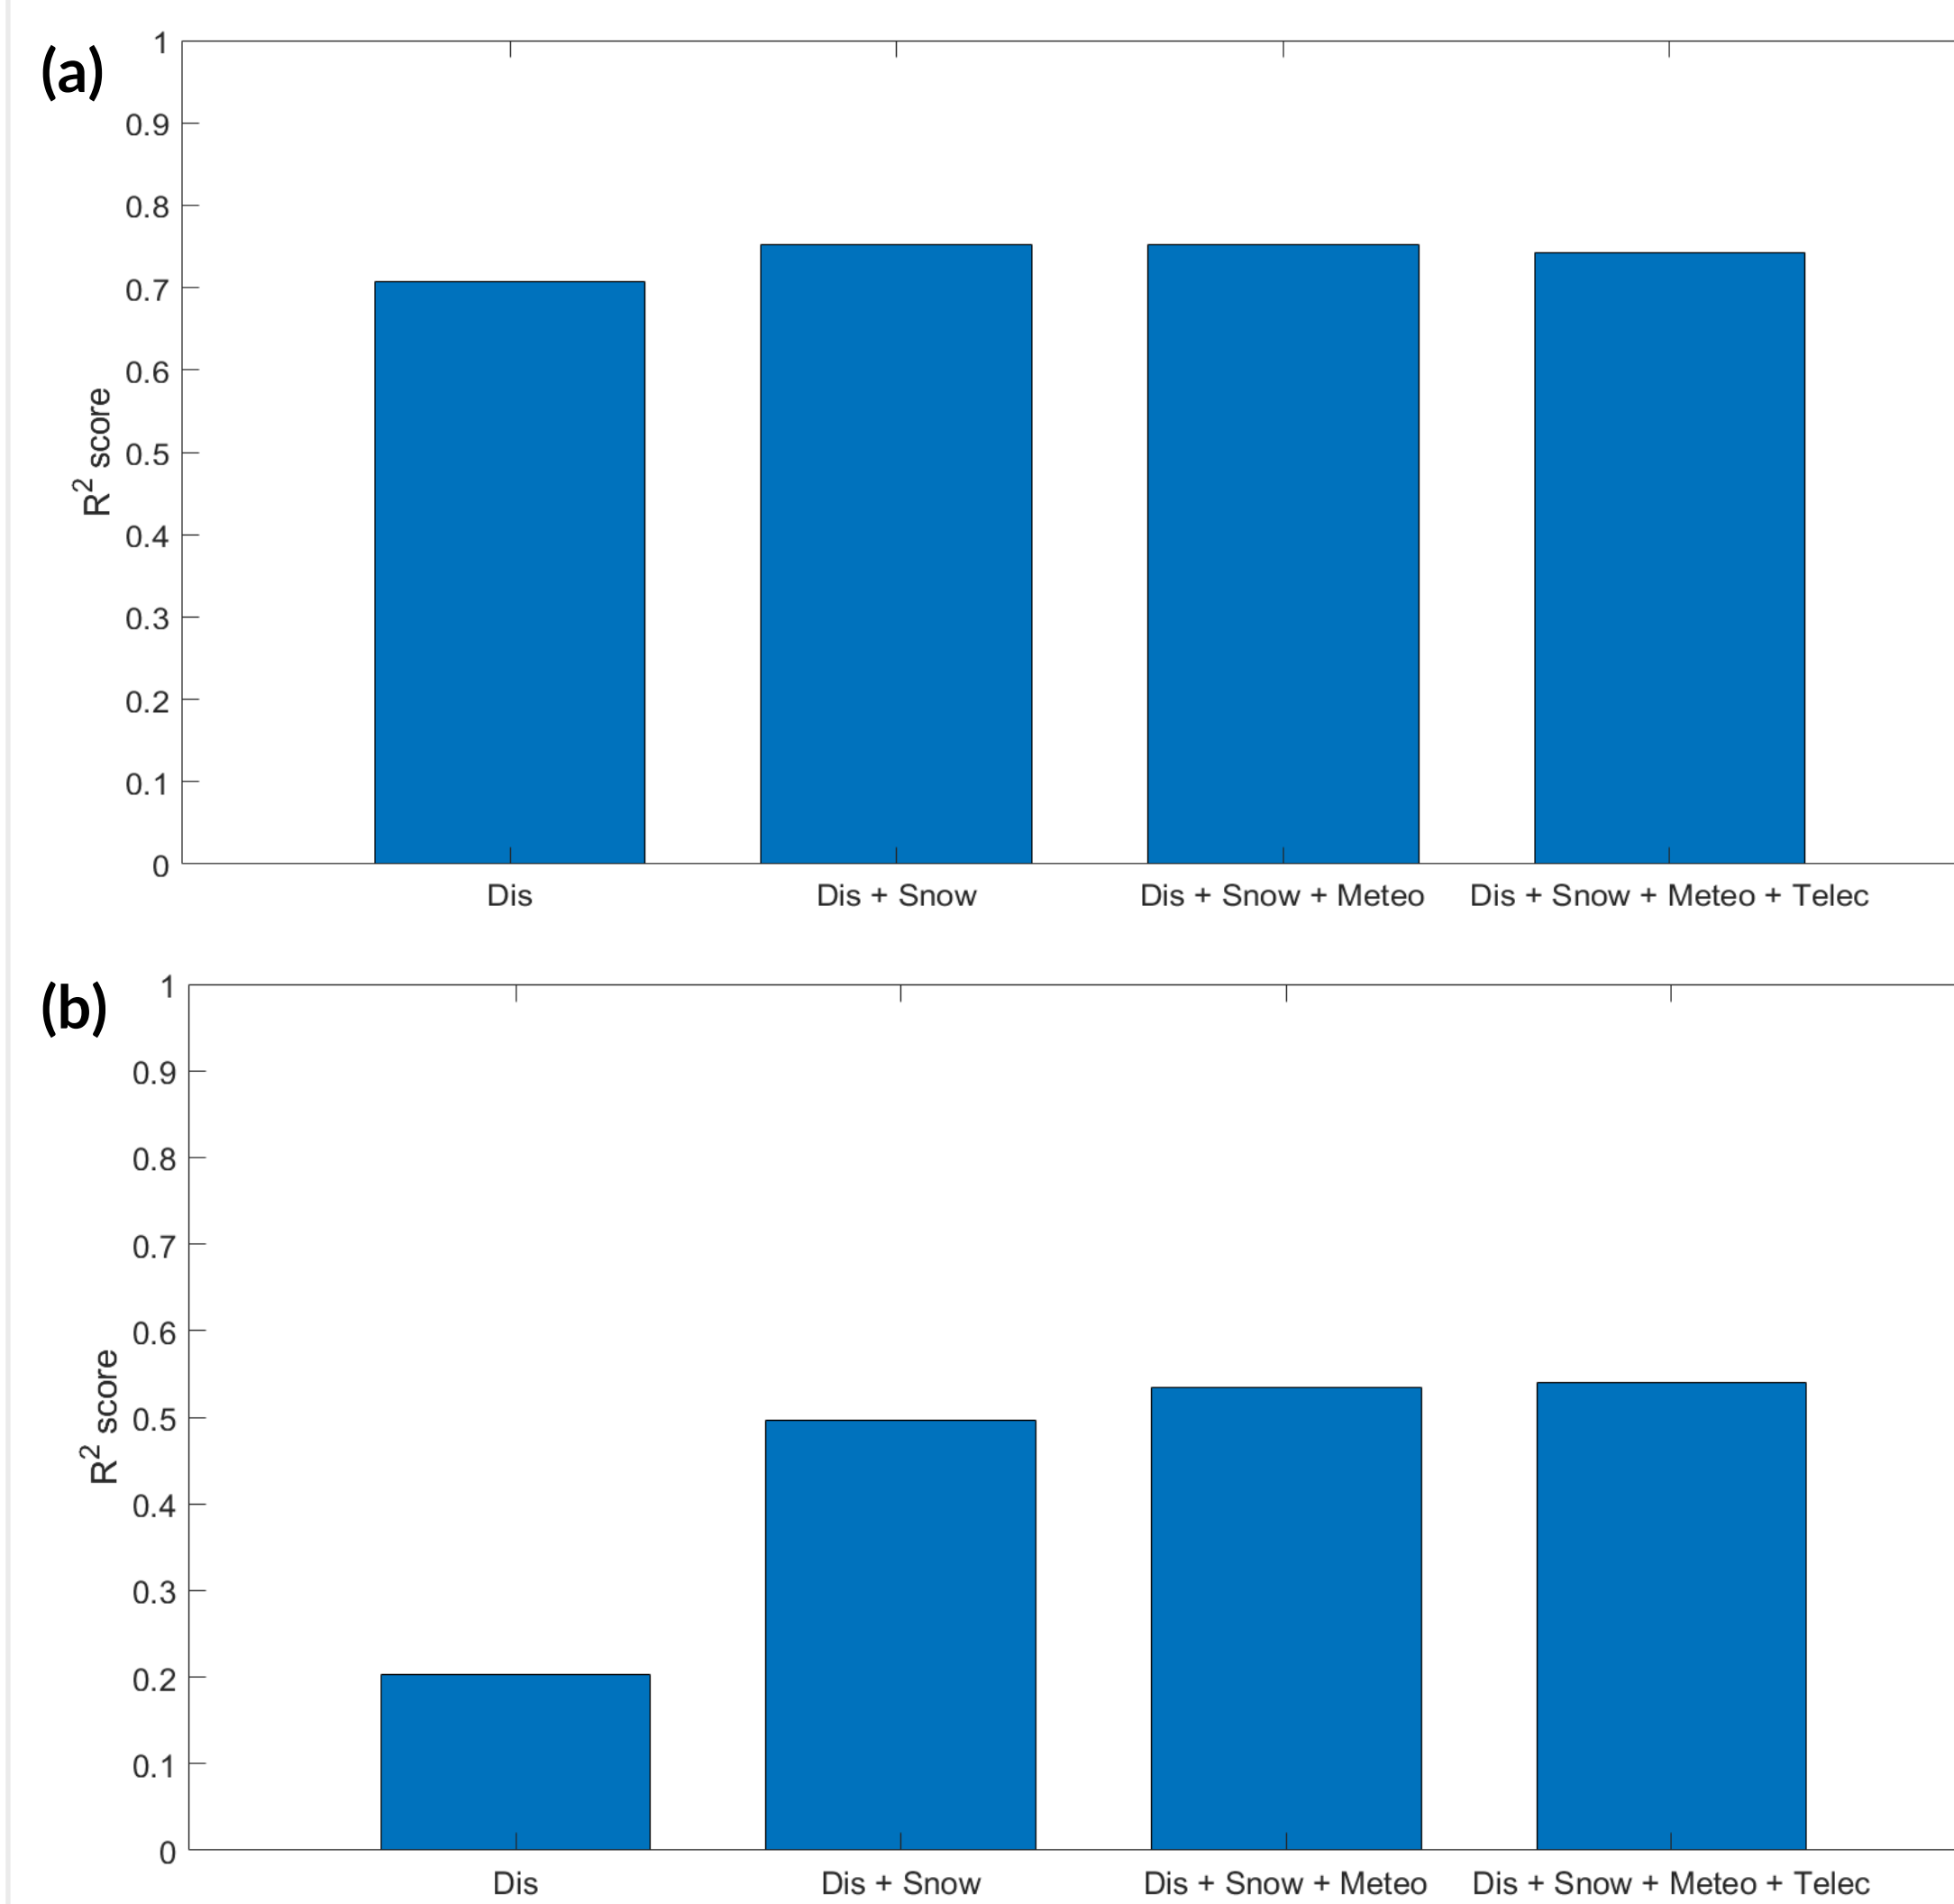 (a)
1
0.9
0.8
0.7
0.6
0.5
0.4
0.3
0.2
0.1
0
R² score
Dis
Dis + Snow
Dis + Snow + Meteo
Dis + Snow + Meteo + Telec
(b)
1
0.9
0.8
0.7
0.6
0.5
0.4
0.3
0.2
0.1
0
R² score
Dis
Dis + Snow
Dis + Snow + Meteo
Dis + Snow + Meteo + Telec